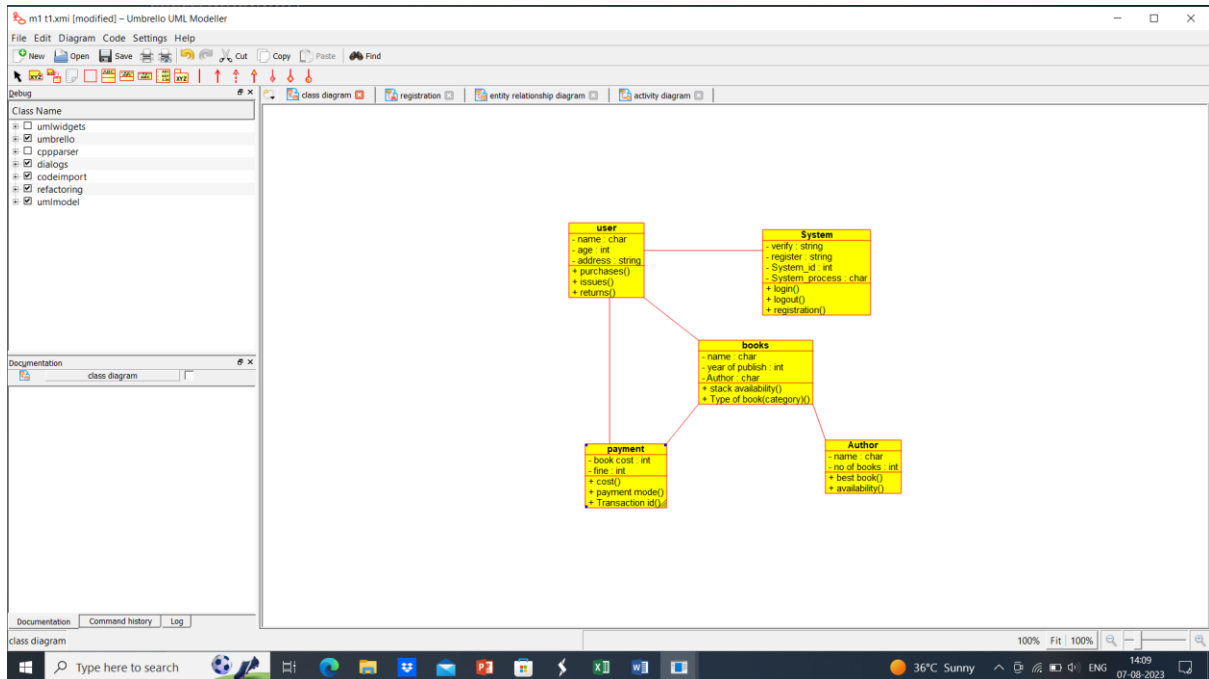 m1 t1.xmi [modified] – Umbrello UML Modeller
File Edit Diagram Code Settings Help
New Open Save Cut Copy Paste Find
Debug
class diagram registration entity relationship diagram activity diagram
Class Name
umlwidgets
umbrello
cppparser
dialogs
codeimport
refactoring
umlmodel
user
- name : char
- age : int
- address : string
+ purchases()
+ issues()
+ returns()
System
- verify : string
- register : string
- System_id : int
- System_process : char
+ login()
+ logout()
+ registration()
books
- name : char
- year of publish : int
- Author : char
+ stack availability()
+ Type of book(category)()
payment
- book cost : int
- fine : int
+ cost()
+ payment mode()
+ Transaction id()
Author
- name : char
- no of books : int
+ best book()
+ availability()
Documentation
class diagram
Documentation Command history Log
class diagram
100% Fit 100%
Type here to search
36°C Sunny
ENG
14:09
07-08-2023